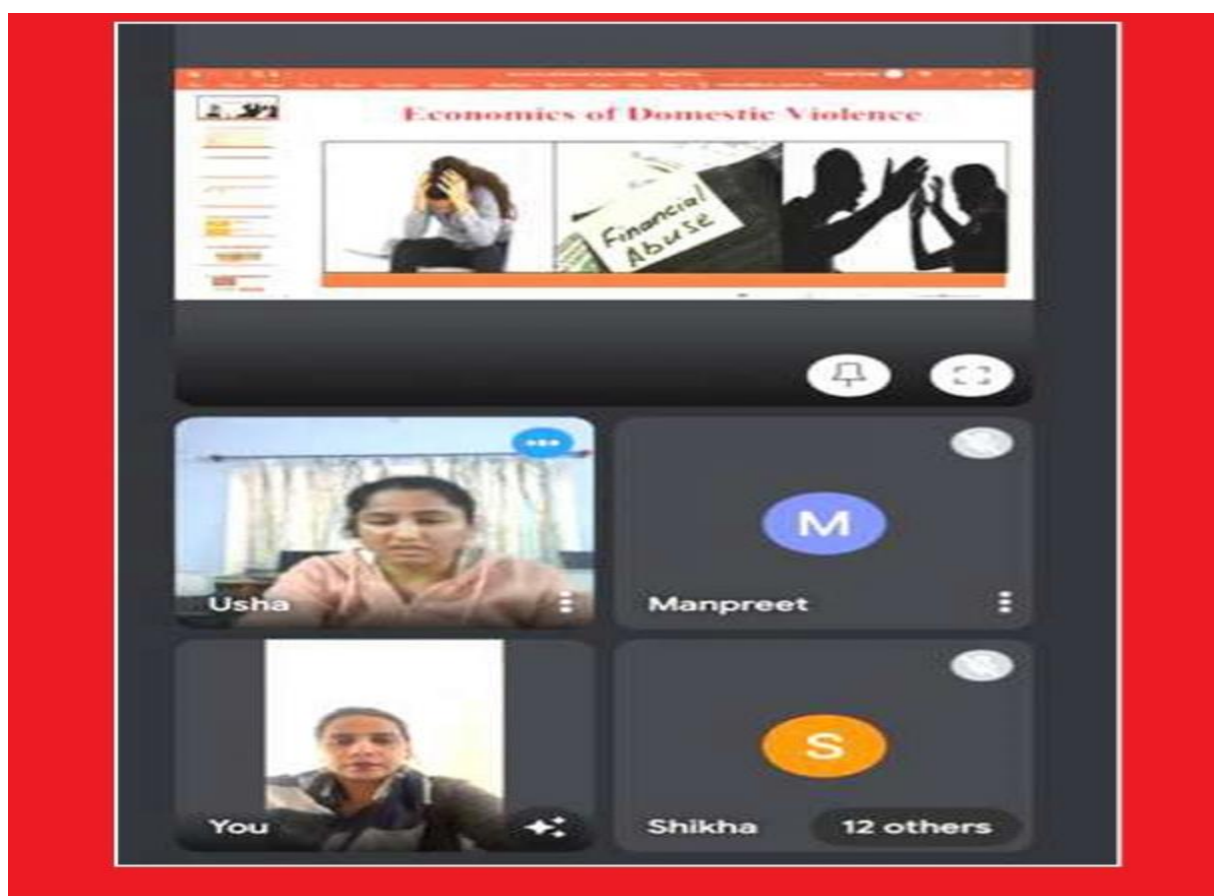 Economics of Domestic Violence
Financial
Abuse
M
Usha
Manpreet
S
You
Shikha
12 others